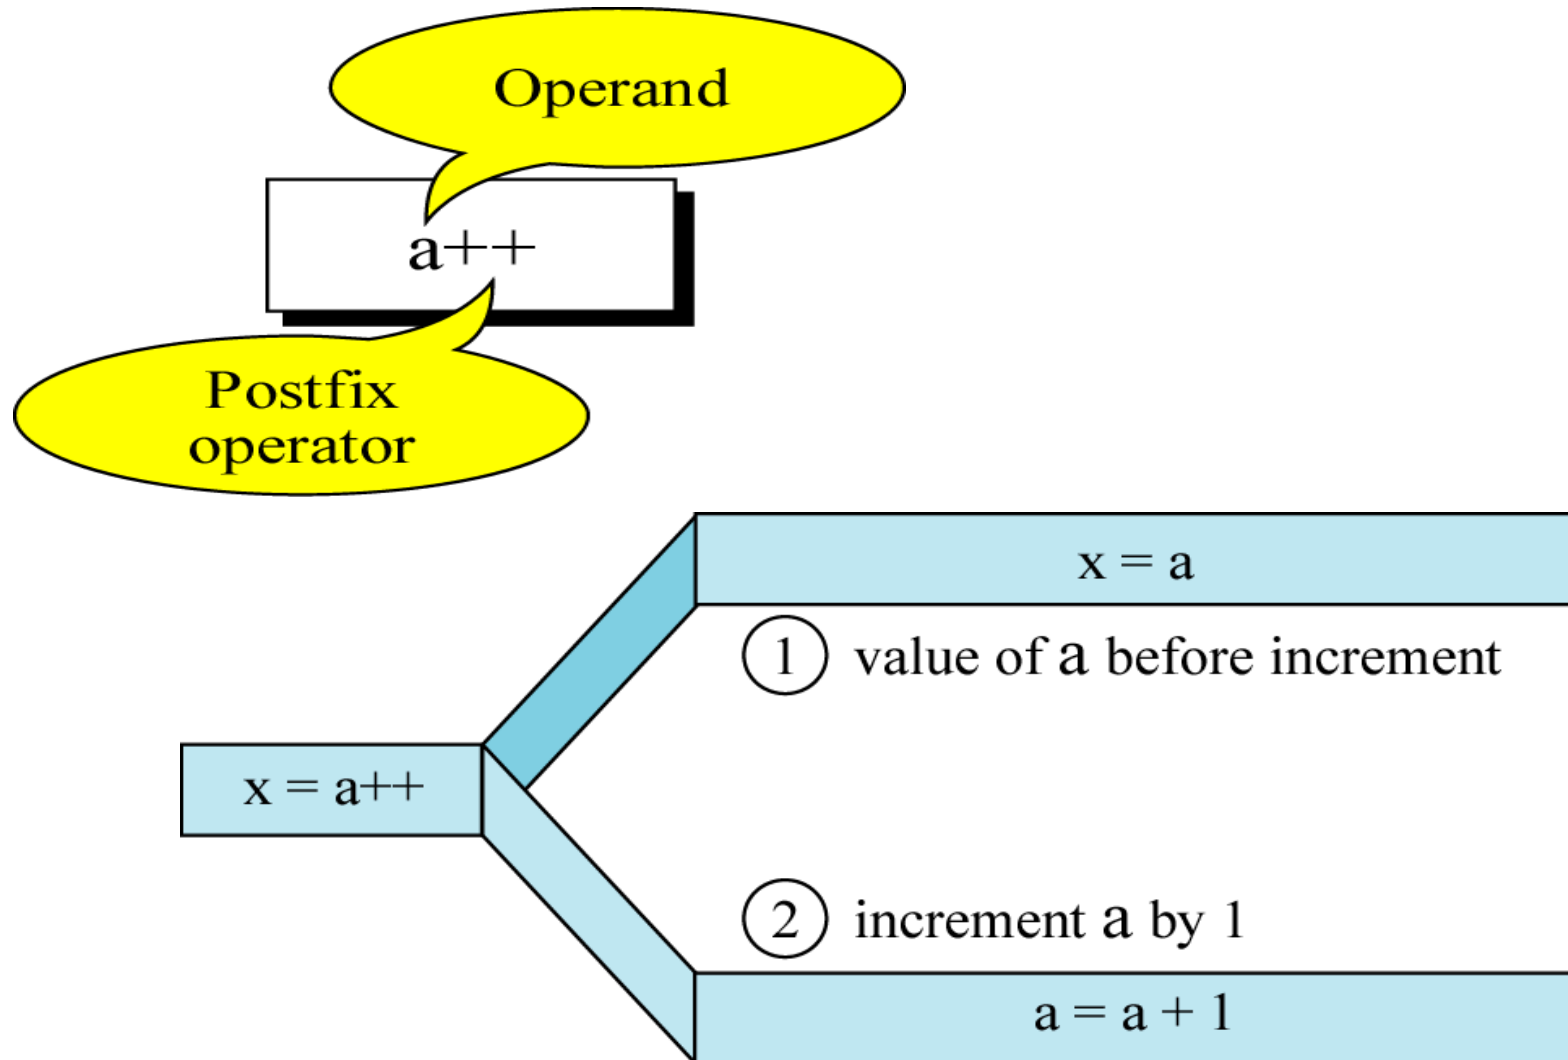 Operand
a++
Postfix
operator
x = a
1 value of a before increment
x = a++
2 increment a by 1
a = a + 1